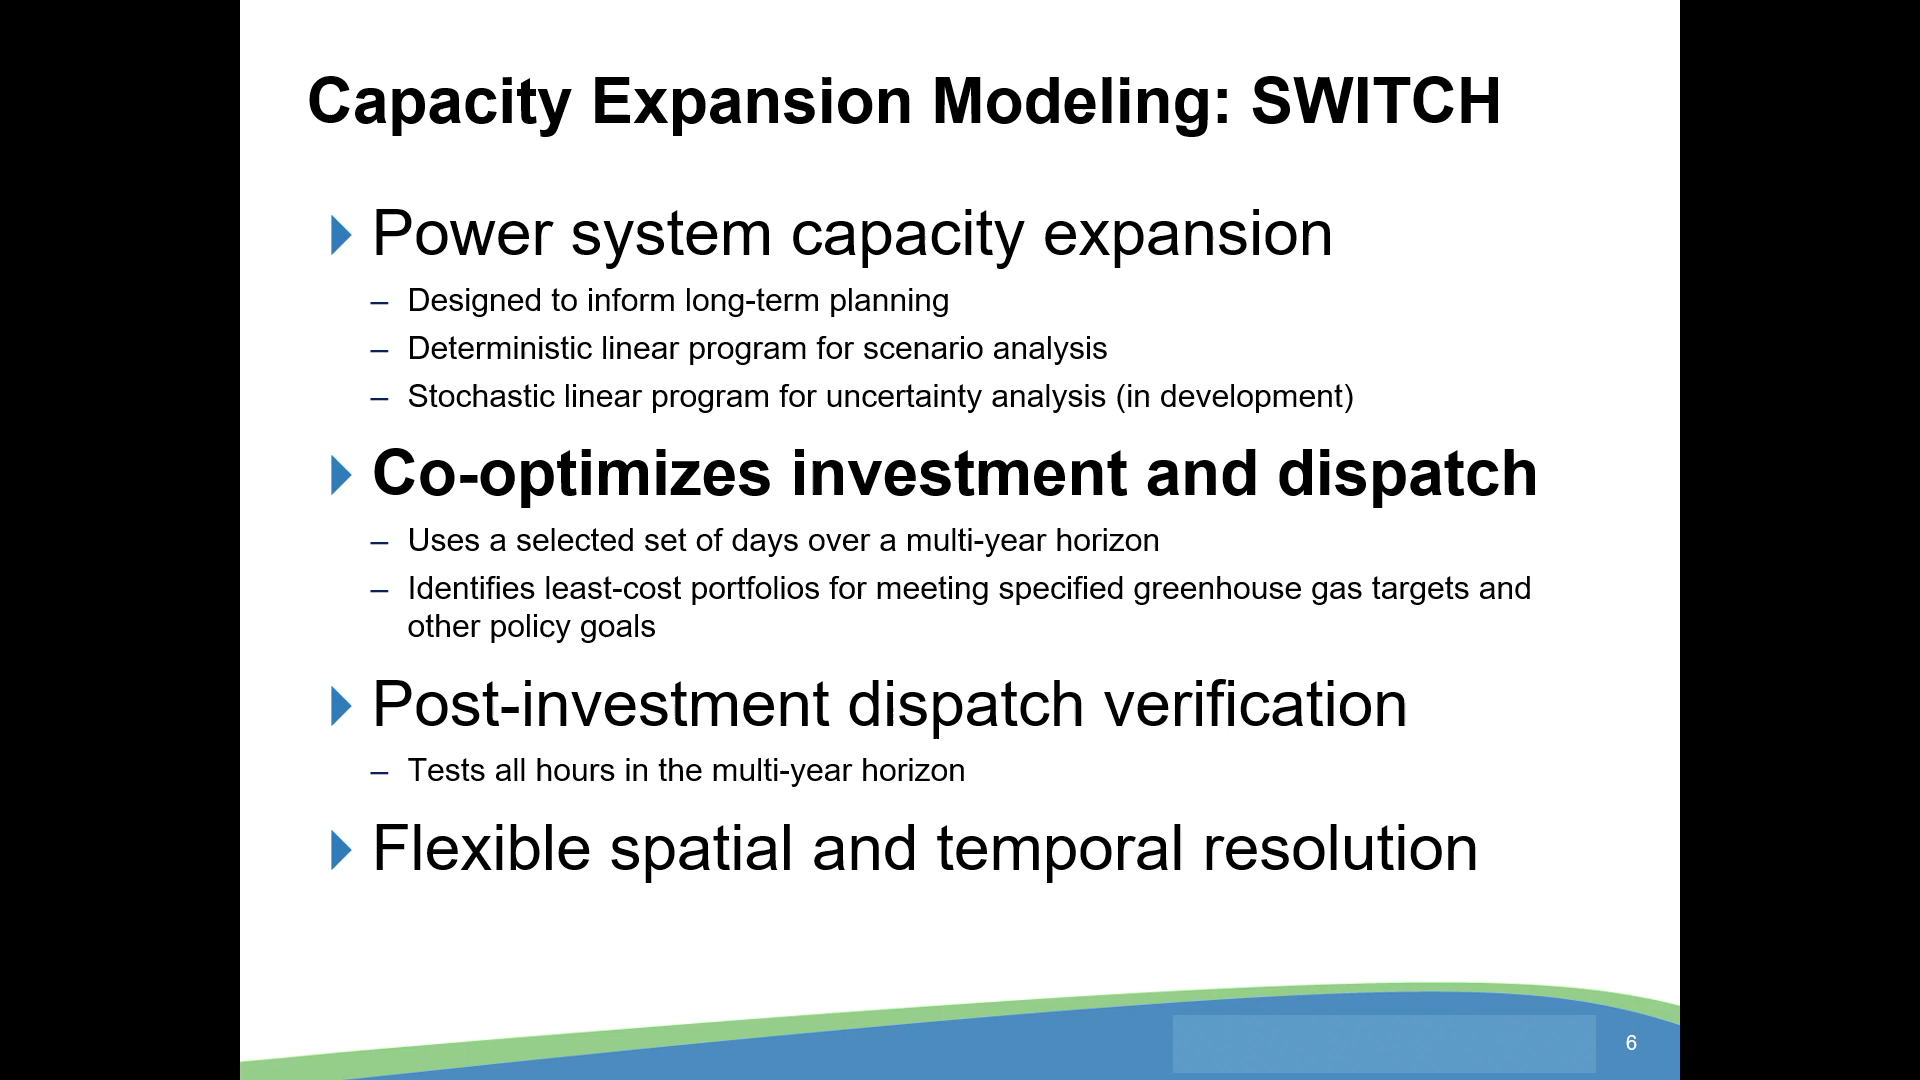 Capacity Expansion Modeling: SWITCH
Power system capacity expansion
– Designed to inform long-term planning
– Deterministic linear program for scenario analysis
– Stochastic linear program for uncertainty analysis (in development)
Co-optimizes investment and dispatch
– Uses a selected set of days over a multi-year horizon
– Identifies least-cost portfolios for meeting specified greenhouse gas targets and
other policy goals
Post-investment dispatch verification
– Tests all hours in the multi-year horizon
Flexible spatial and temporal resolution
6